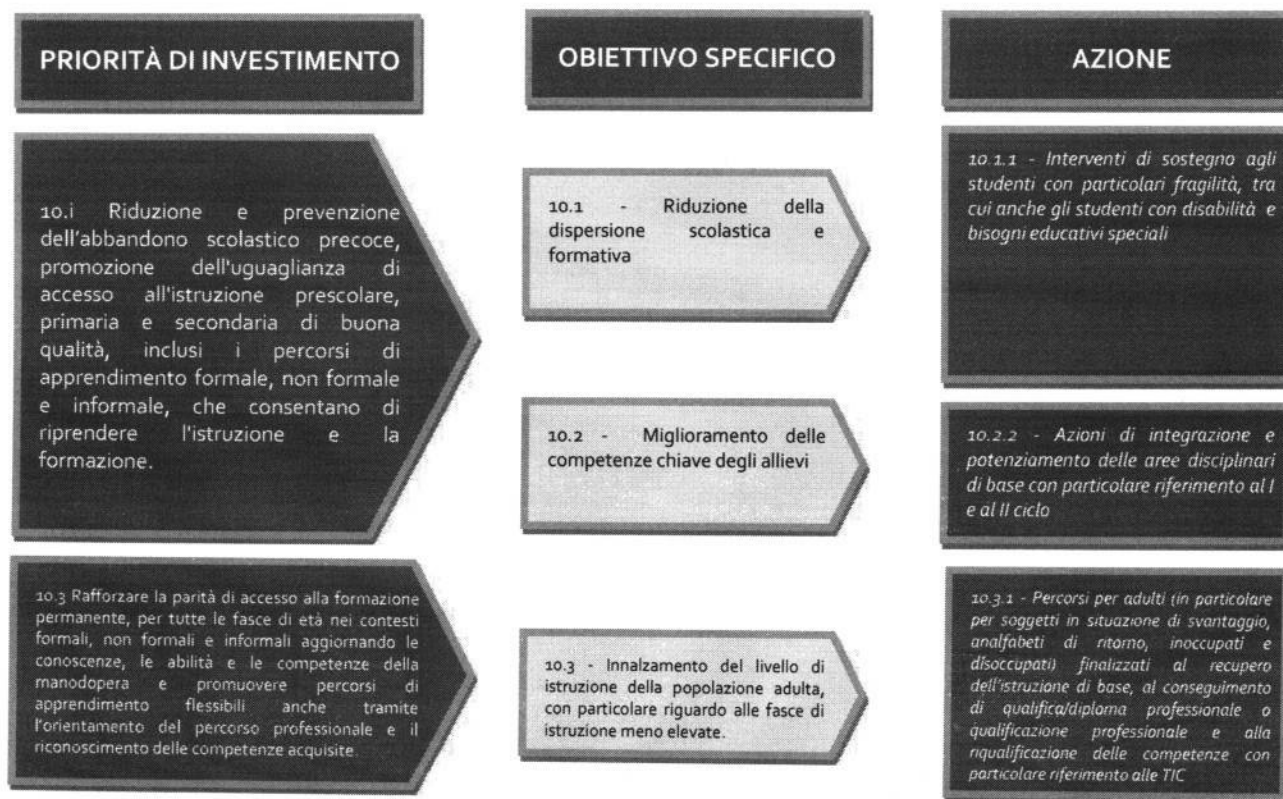 PRIORITÀ DI INVESTIMENTO
OBIETTIVO SPECIFICO
AZIONE
10.i Riduzione e prevenzione
dell'abbandono scolastico precoce,
promozione dell'uguaglianza di
accesso all'istruzione prescolare,
primaria e secondaria di buona
qualità, inclusi i percorsi di
apprendimento formale, non formale
e informale, che consentano di
riprendere l'istruzione e la
formazione.
10.1 - Riduzione della
dispersione scolastica e
formativa
10.1.1 - Interventi di sostegno agli
studenti con particolari fragilità, tra
cui anche gli studenti con disabilità e
bisogni educativi speciali
10.2 - Miglioramento delle
competenze chiave degli allievi
10.2.2 - Azioni di integrazione e
potenziamento delle aree disciplinari
di base con particolare riferimento al I
e al II ciclo
10.3 Rafforzare la parità di accesso alla formazione
permanente, per tutte le fasce di età nei contesti
formali, non formali e informali aggiornando le
conoscenze, le abilità e le competenze della
manodopera e promuovere percorsi di
apprendimento flessibili anche tramite
l'orientamento del percorso professionale e il
riconoscimento delle competenze acquisite.
10.3 - Innalzamento del livello di
istruzione della popolazione adulta,
con particolare riguardo alle fasce di
istruzione meno elevate.
10.3.1 - Percorsi per adulti (in particolare
per soggetti in situazione di svantaggio,
analfabeti di ritorno, inoccupati e
disoccupati) finalizzati al recupero
dell'istruzione di base, al conseguimento
di qualifica/diploma professionale o
qualificazione professionale e alla
riqualificazione delle competenze con
particolare riferimento alle TIC